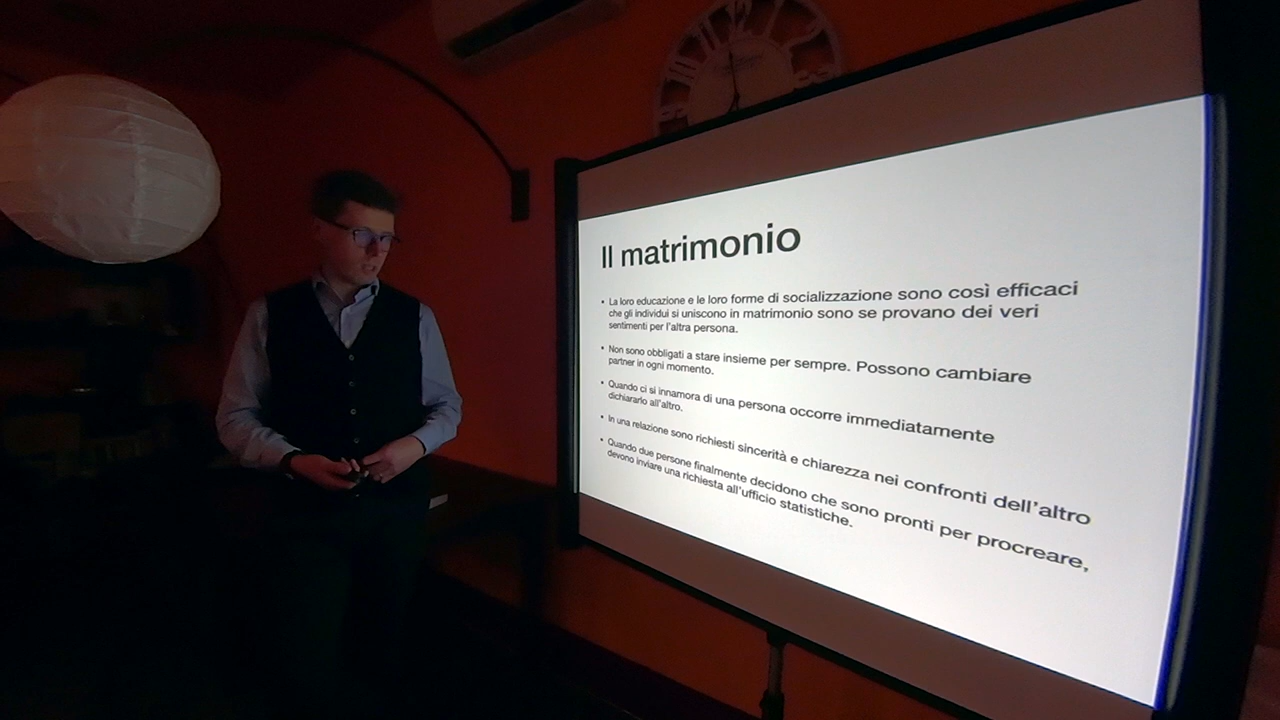 Il matrimonio
• La loro educazione e le loro forme di socializzazione sono così efficaci
che gli individui si uniscono in matrimonio sono se provano dei veri
sentimenti per l'altra persona.
• Non sono obbligati a stare insieme per sempre. Possono cambiare
partner in ogni momento.
• Quando ci si innamora di una persona occorre immediatamente
dichiararlo all'altro.
• In una relazione sono richiesti sincerità e chiarezza nei confronti dell'altro
• Quando due persone finalmente decidono che sono pronti per procreare,
devono inviare una richiesta all'ufficio statistiche.